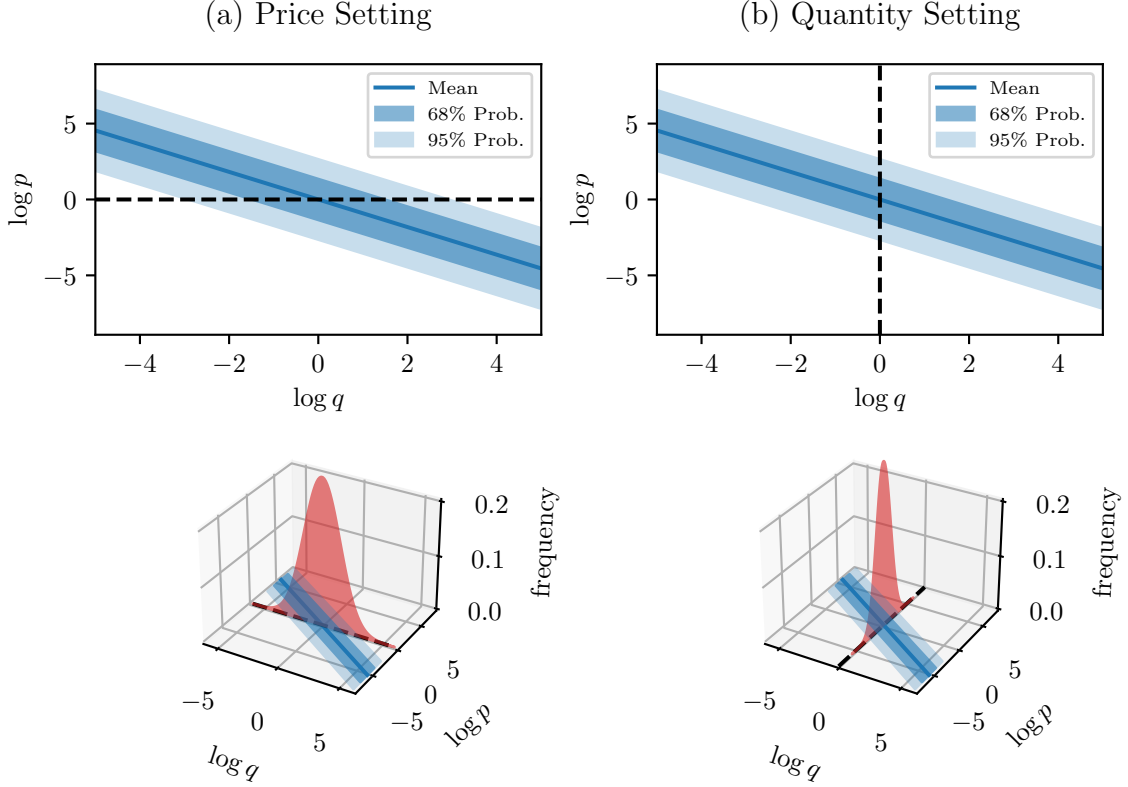 (a) Price Setting
(b) Quantity Setting
Mean
68% Prob.
95% Prob.
5
0
−5
log p
−4
−2
0
2
4
log q
Mean
68% Prob.
95% Prob.
5
0
−5
log p
−4
−2
0
2
4
log q
0.2
0.1
0.0
frequency
−5
0
5
log q
−5
0
5
log p
0.2
0.1
0.0
frequency
−5
0
5
log q
−5
0
5
log p